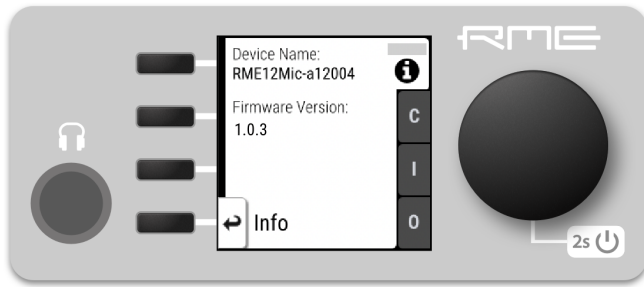 RME
Device Name:
RME12Mic-a12004
Firmware Version:
1.0.3
C
I
O
Info
2s